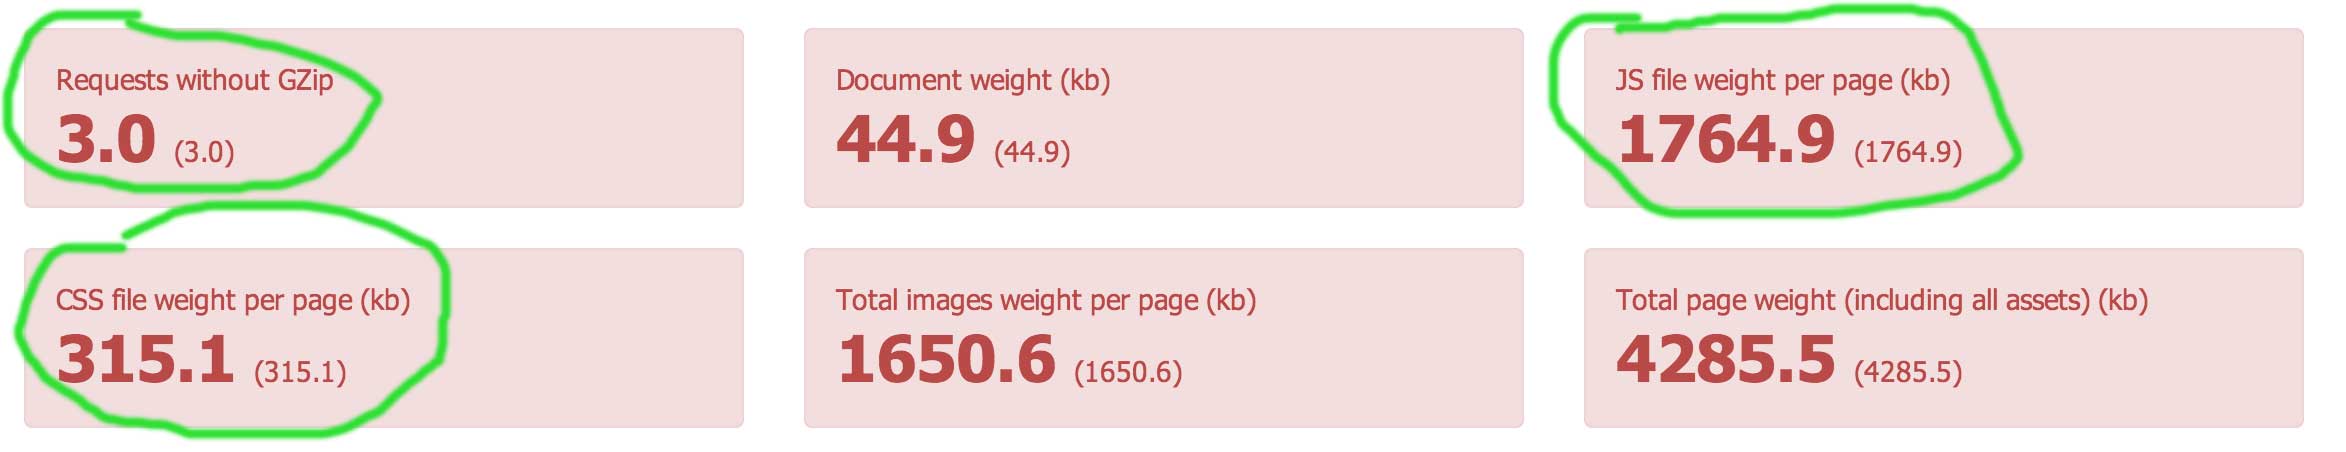 Requests without GZip
3.0 (3.0)
Document weight (kb)
44.9 (44.9)
JS file weight per page (kb)
1764.9 (1764.9)
CSS file weight per page (kb)
315.1 (315.1)
Total images weight per page (kb)
1650.6 (1650.6)
Total page weight (including all assets) (kb)
4285.5 (4285.5)